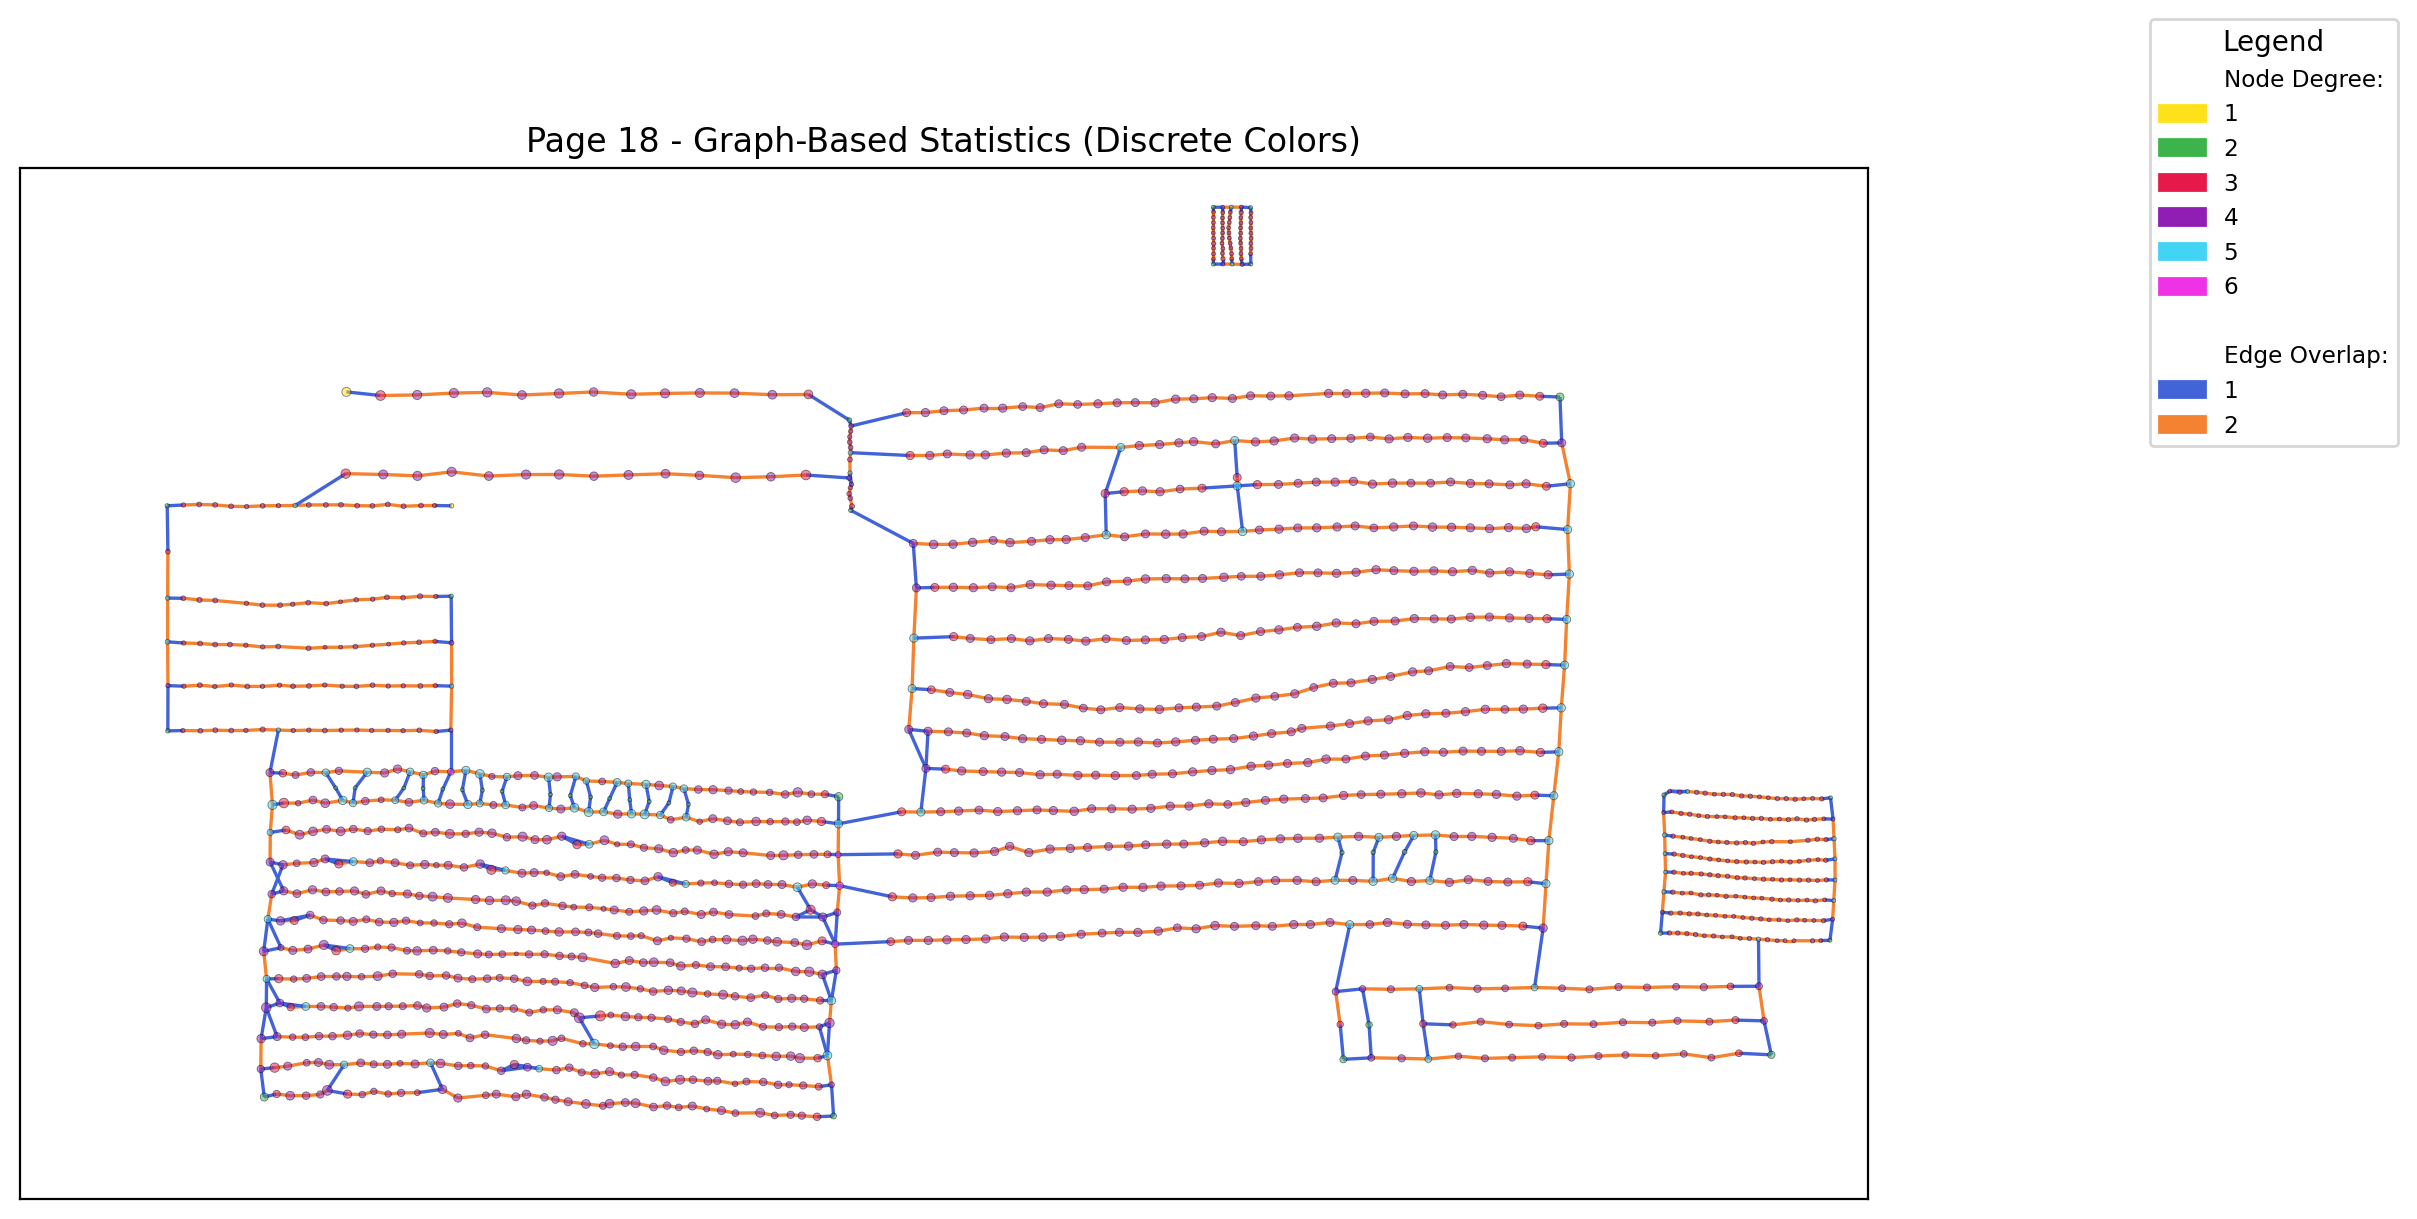 Page 18 - Graph-Based Statistics (Discrete Colors)
Legend
Node Degree:
1
2
3
4
5
6
Edge Overlap:
1
2